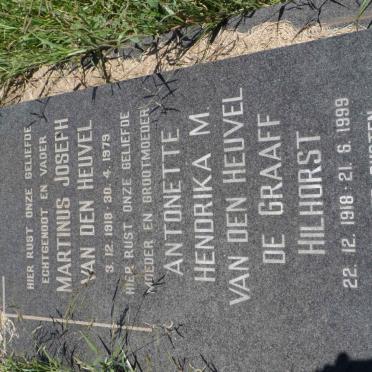 HIER RUST ONZE GELIEFDE
ECHTGENOOT EN VADER
MARTINUS JOSEPH
VAN DEN HEUVEL
3. 12. 1918 - 30. 4. 1979
HIER RUST ONZE GELIEFDE
MOEDER EN GROOTMOEDER
ANTONETTE
HENDRIKA M.
VAN DEN HEUVEL
DE GRAAFF
HILHORST
22. 12. 1918 - 21. 6. 1999